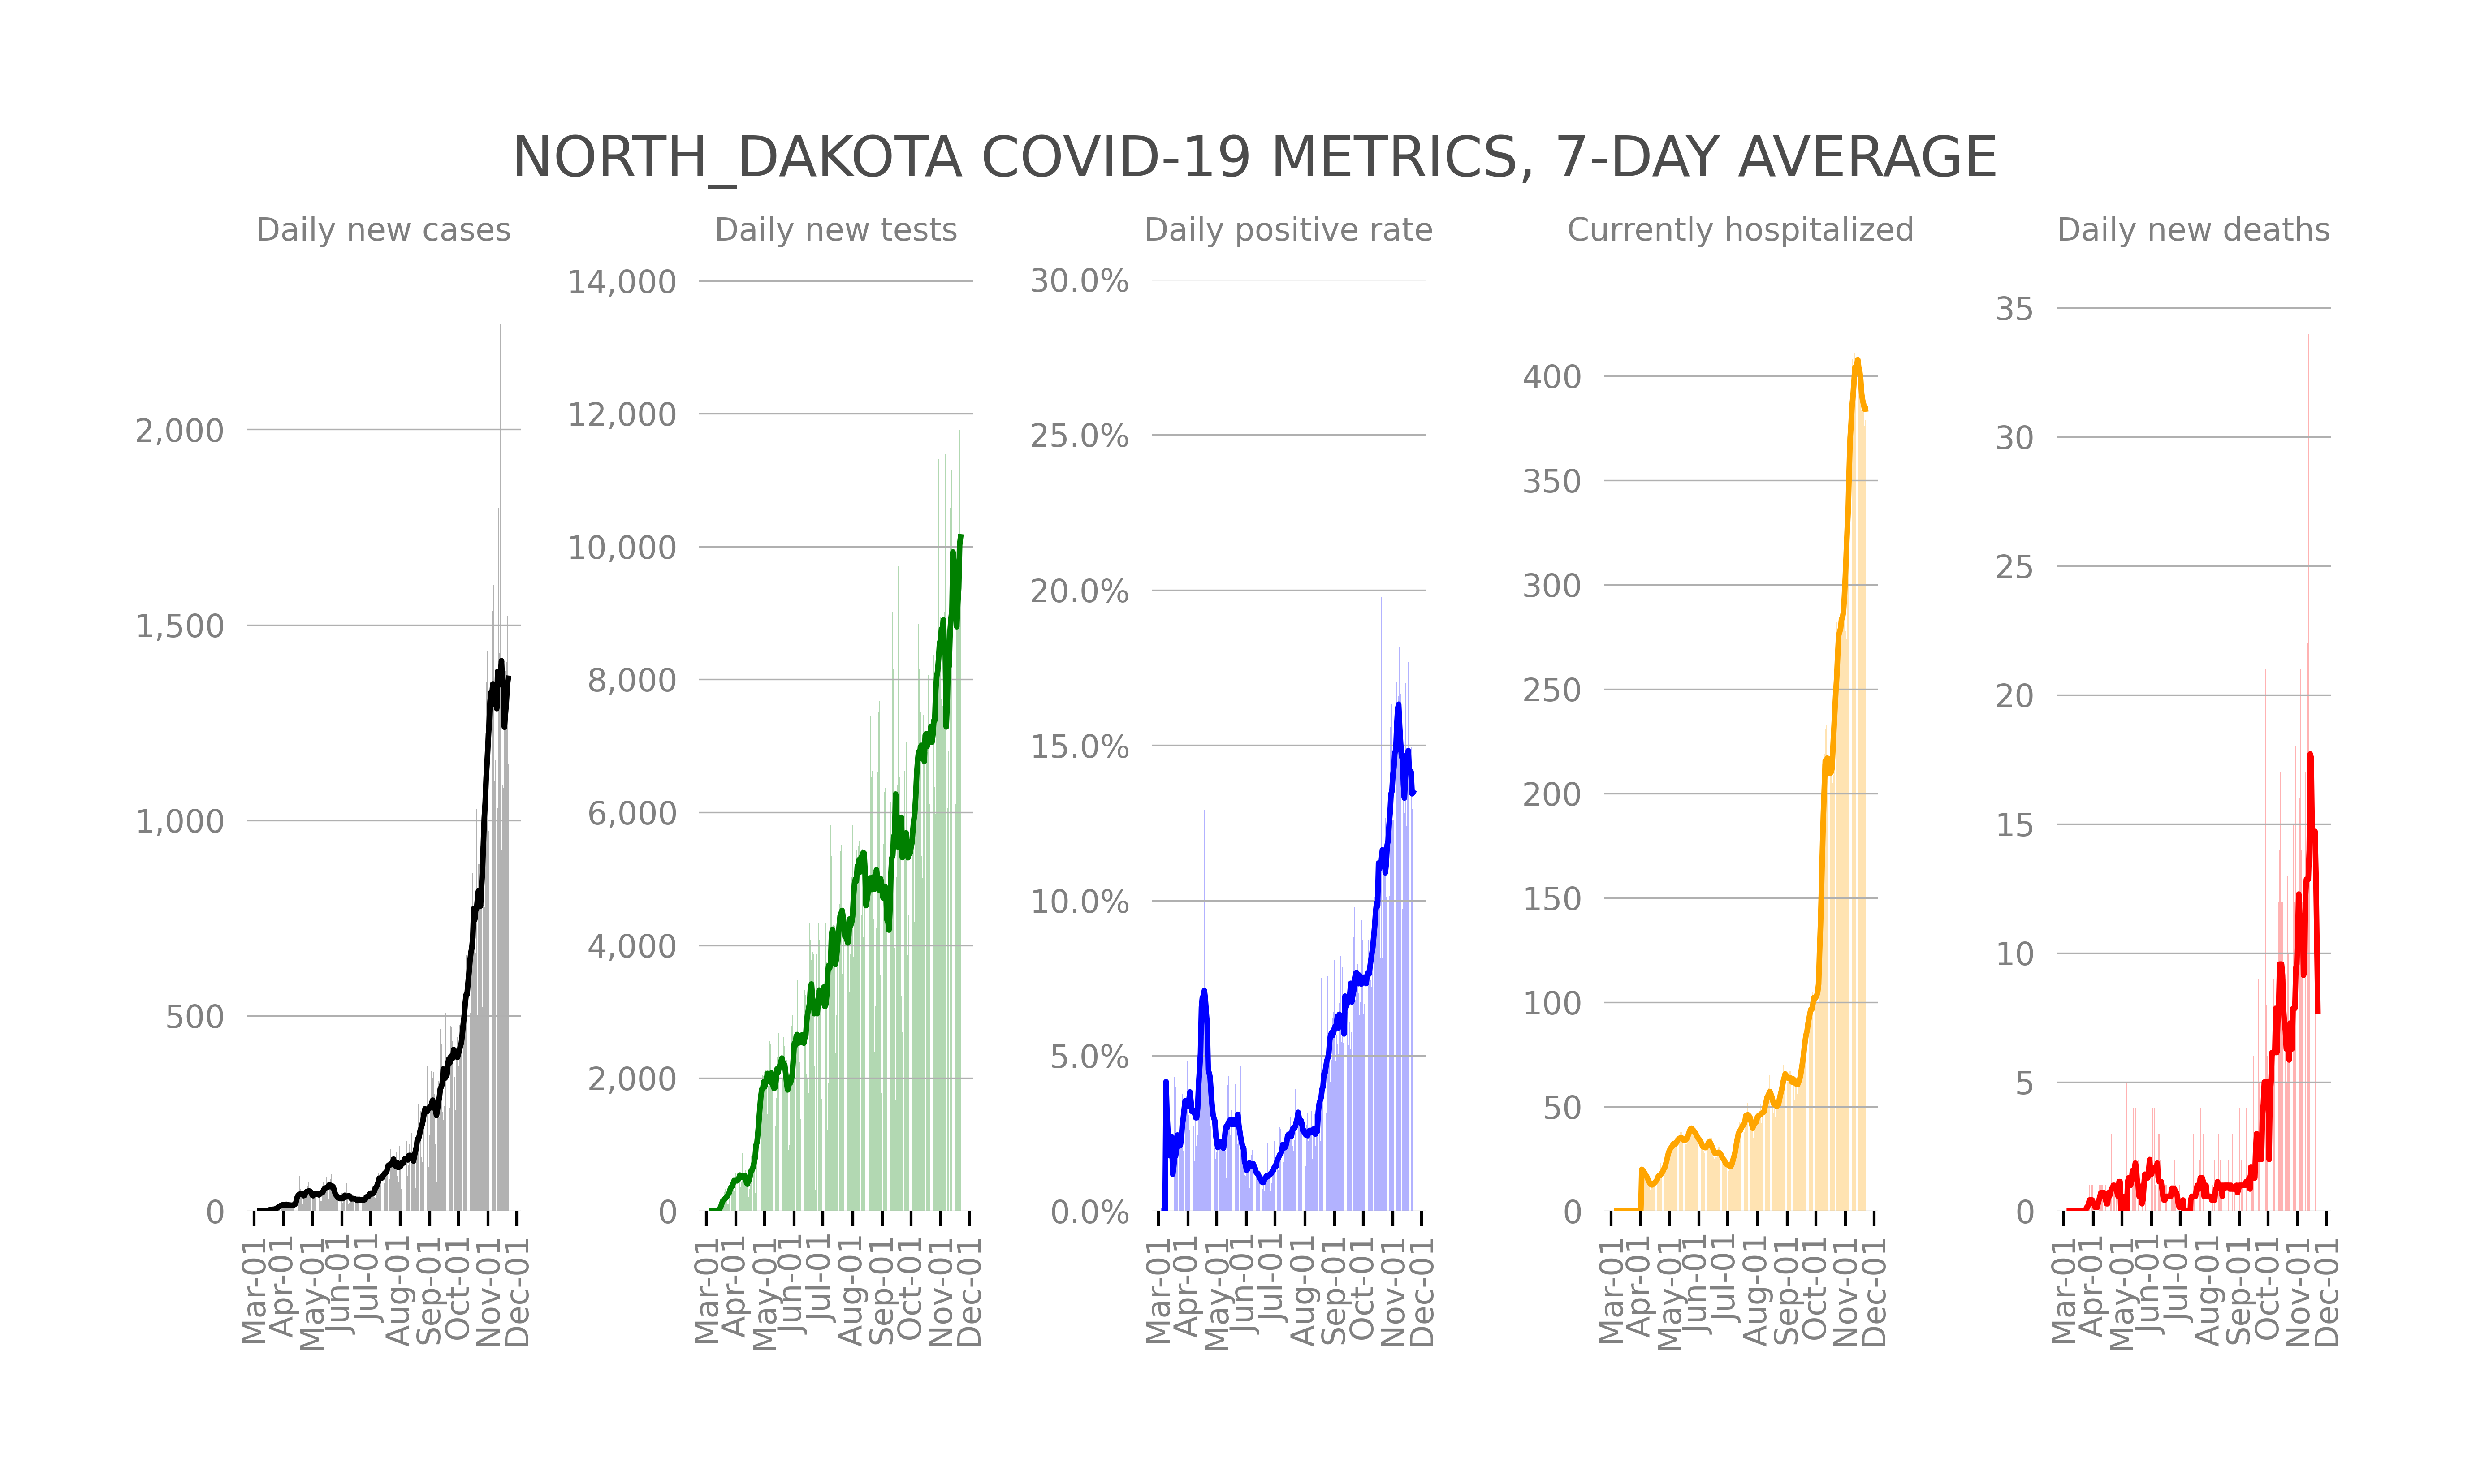 NORTH_DAKOTA COVID-19 METRICS, 7-DAY AVERAGE
Daily new cases
2,000
1,500
1,000
500
0
Mar-01
Apr-01
May-01
Jun-01
Jul-01
Aug-01
Sep-01
Oct-01
Nov-01
Dec-01
Daily new tests
14,000
12,000
10,000
8,000
6,000
4,000
2,000
0
Mar-01
Apr-01
May-01
Jun-01
Jul-01
Aug-01
Sep-01
Oct-01
Nov-01
Dec-01
Daily positive rate
30.0%
25.0%
20.0%
15.0%
10.0%
5.0%
0.0%
Mar-01
Apr-01
May-01
Jun-01
Jul-01
Aug-01
Sep-01
Oct-01
Nov-01
Dec-01
Currently hospitalized
400
350
300
250
200
150
100
50
0
Mar-01
Apr-01
May-01
Jun-01
Jul-01
Aug-01
Sep-01
Oct-01
Nov-01
Dec-01
Daily new deaths
35
30
25
20
15
10
5
0
Mar-01
Apr-01
May-01
Jun-01
Jul-01
Aug-01
Sep-01
Oct-01
Nov-01
Dec-01